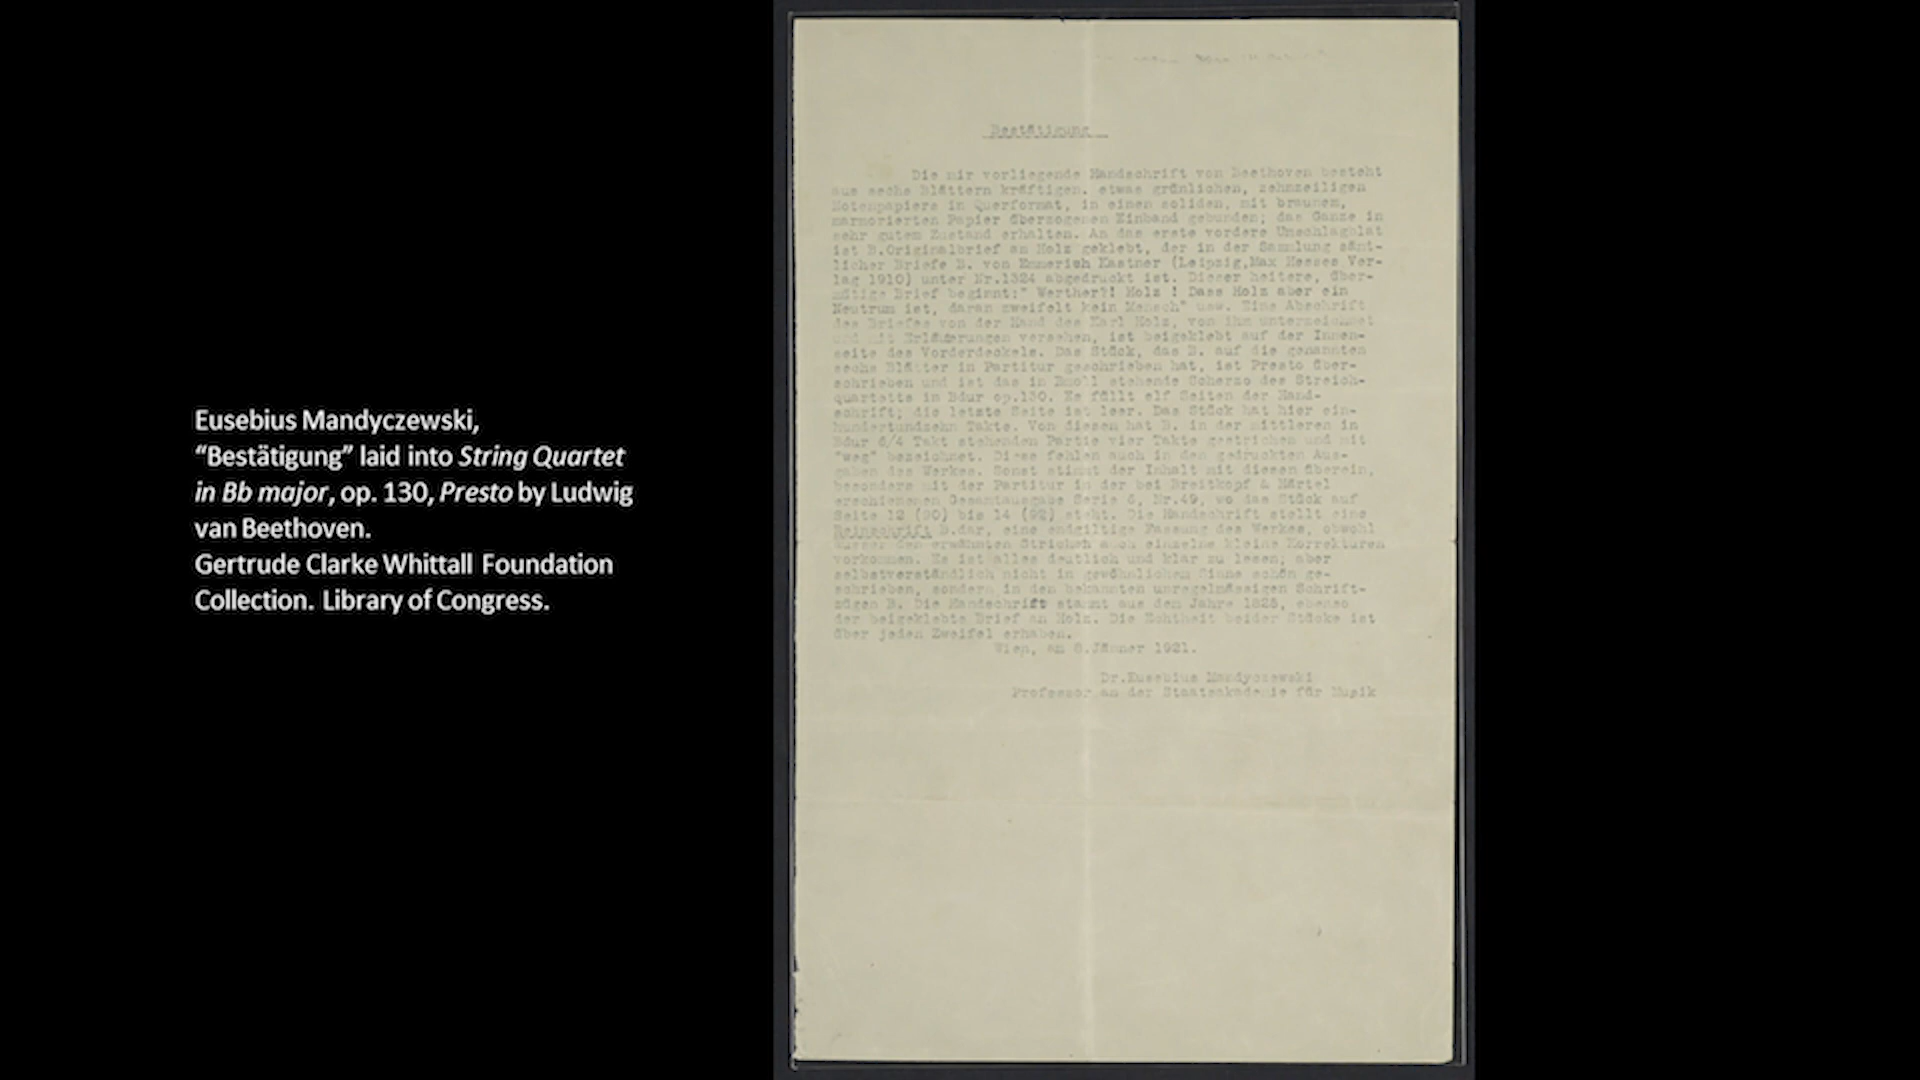 Eusebius Mandyczewski,
“Bestätigung” laid into String Quartet
in Bb major, op. 130, Presto by Ludwig
van Beethoven.
Gertrude Clarke Whittall Foundation
Collection. Library of Congress.
Bestätigung
Die mir vorliegende Handschrift von Beethoven besteht
aus sechs Blättern kräftigen, etwas grünlichen, zehnzeiligen
Notenpapiers in Querformat, in einen soliden, mit braunem,
marmorierten Papier überzogenen Einband gebunden; das Ganze in
sehr gutem Zustand erhalten. An das erste vordere Umschlagblat
ist B.Originalbrief an Holz geklebt, der in der Sammlung sämt-
licher Briefe B. von Emmerich Kastner (Leipzig,Max Hesses Ver-
lag 1910) unter Nr.1324 abgedruckt ist. Dieser heitere, über-
mütige Brief beginnt:" Werther?! Holz ! Dass Holz aber ein
Neutrum ist, daran zweifelt kein Mensch" usw. Eine Abschrift
des Briefes von der Hand des Karl Holz, von ihm unterzeichnet
und mit Erläuterungen versehen, ist beigeklebt auf der Innen-
seite des Vorderdeckels. Das Stück, das B. auf die genannten
sechs Blätter in Partitur geschrieben hat, ist Presto über-
schrieben und ist das in Bmoll stehende Scherzo des Streich-
quartetts in Bdur op.130. Es füllt elf Seiten der Hand-
schrift; die letzte Seite ist leer. Das Stück hat hier ein-
hundertundzehn Takte. Von diesen hat B. in der mittleren in
Bdur 6/4 Takt stehenden Partie vier Takte gestrichen und mit
"weg" bezeichnet. Diese fehlen auch in den gedruckten Aus-
gaben des Werkes. Sonst stimmt der Inhalt mit diesen überein,
besonders mit der Partitur in der bei Breitkopf & Härtel
erschienenen Gesamtausgabe Serie 6, Nr.49, wo das Stück auf
Seite 12 (90) bis 14 (92) steht. Die Handschrift stellt eine
Reinschrift B.dar, eine endgiltige Fassung des Werkes, obwohl
ausser den erwähnten Strichen auch einzelne kleine Korrekturen
vorkommen. Es ist alles deutlich und klar zu lesen; aber
selbstverständlich nicht in gewöhnlichem Sinne schön ge-
schrieben, sondern in den bekannten unregelmässigen Schrift-
zügen B. Die Handschrift stammt aus dem Jahre 1825, ebenso
der beigeklebte Brief an Holz. Die Echtheit beider Stücke ist
über jeden Zweifel erhaben.
Wien, am 8.Jänner 1921.
Dr.Eusebius Mandyczewski
Professor an der Staatsakademie für Musik